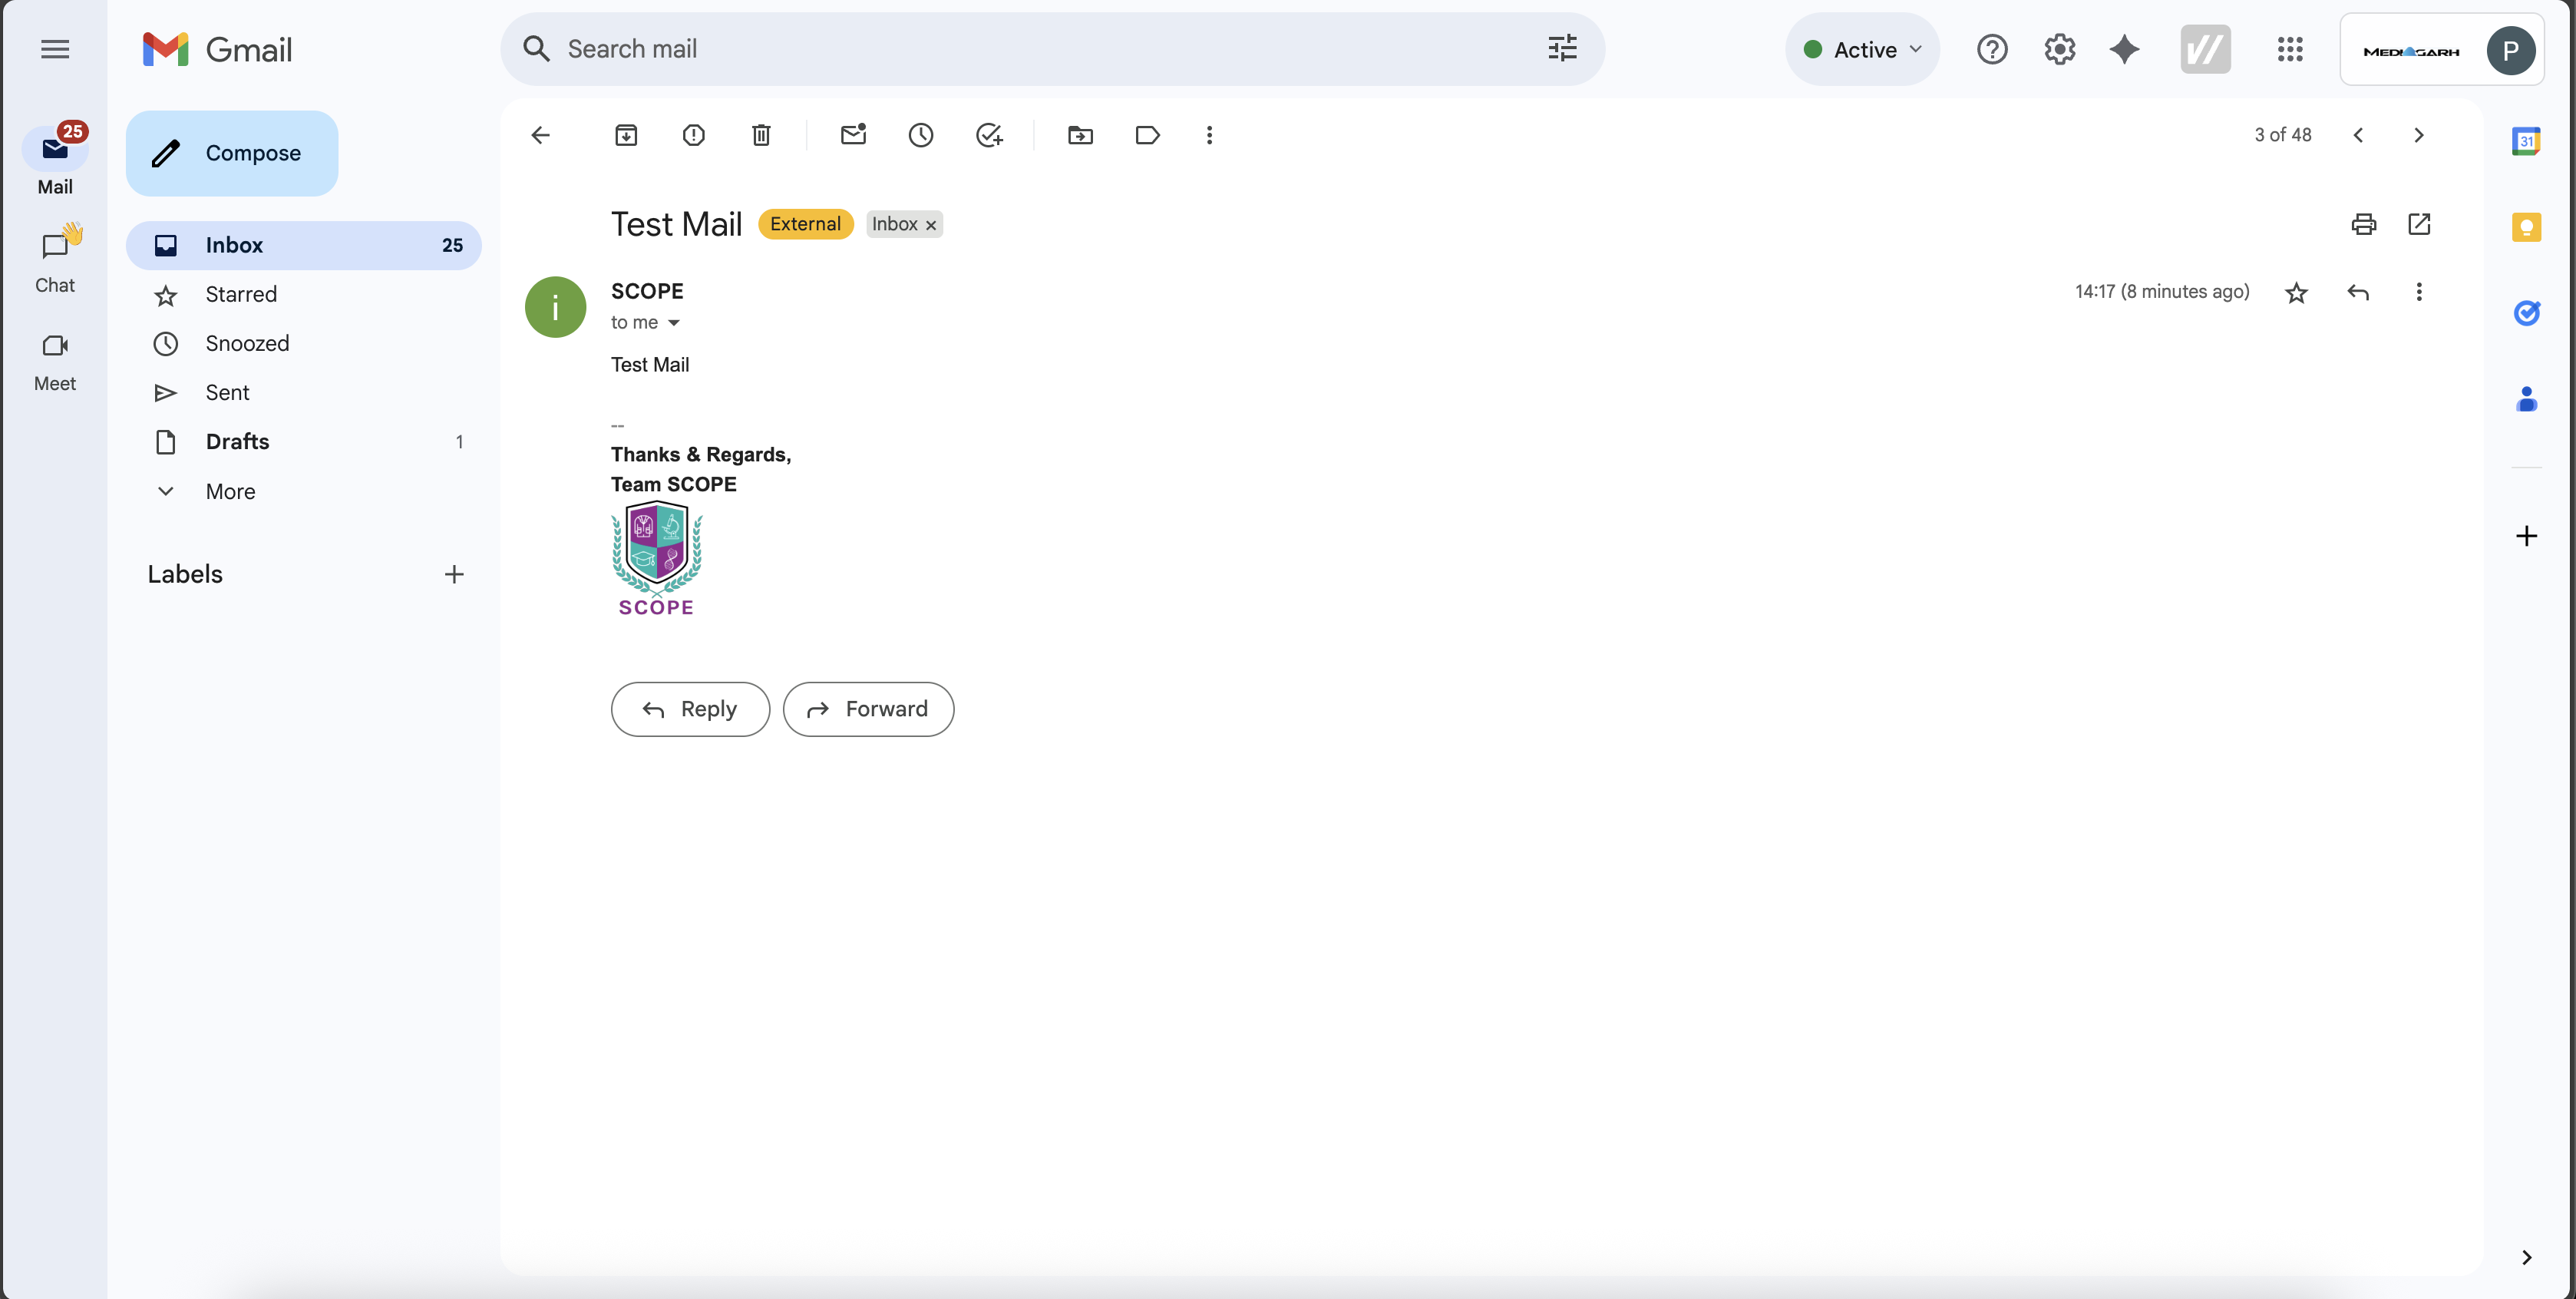 Gmail
Search mail
Active
MEDIAGARH
P
25
Mail
Chat
Meet
Compose
Inbox 25
Starred
Snoozed
Sent
Drafts 1
More
Labels
3 of 48
31
Test Mail External Inbox ×
i
SCOPE
14:17 (8 minutes ago)
to me
Test Mail
--
Thanks & Regards,
Team SCOPE
SCOPE
Reply
Forward